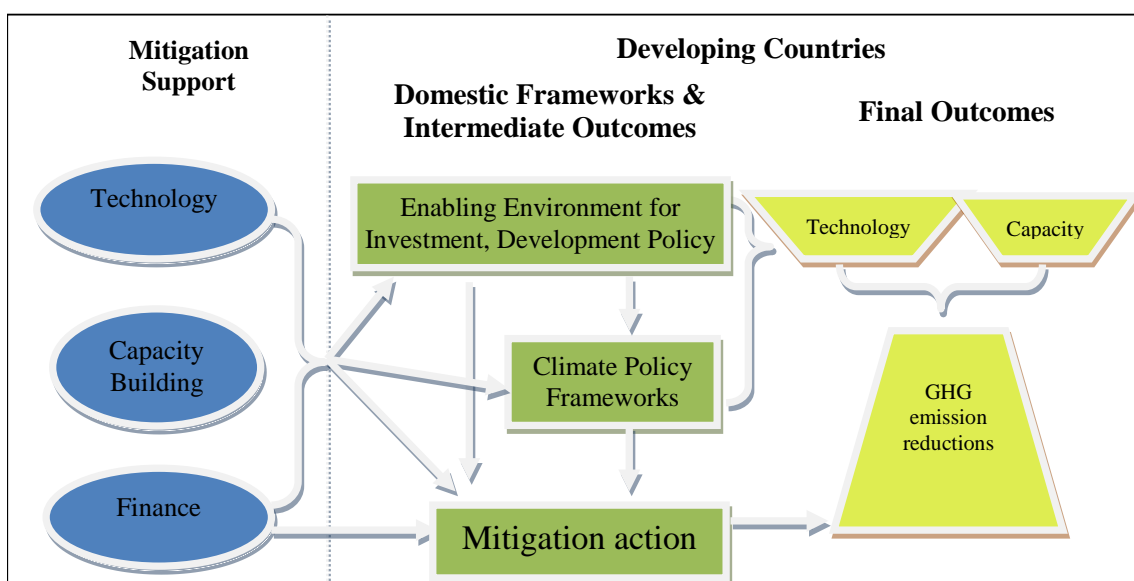 Mitigation
Support
Developing Countries
Domestic Frameworks &
Intermediate Outcomes
Final Outcomes
Technology
Capacity
Building
Finance
Enabling Environment for
Investment, Development Policy
Climate Policy
Frameworks
Mitigation action
Technology
Capacity
GHG
emission
reductions